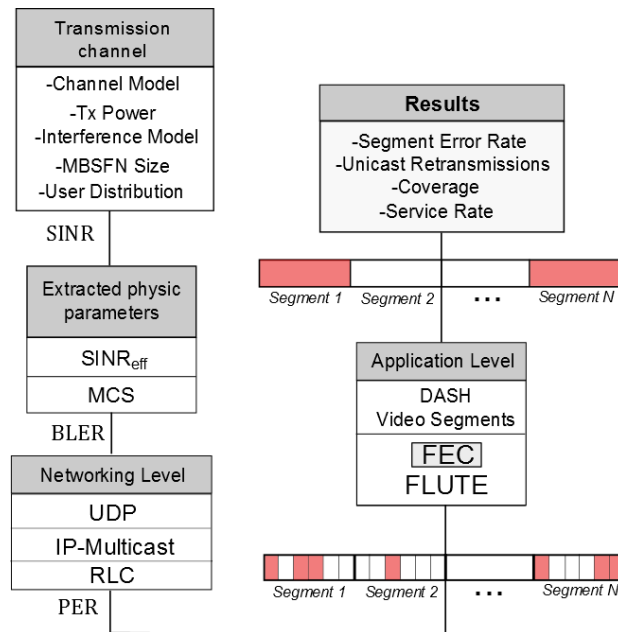 Transmission
channel
-Channel Model
-Tx Power
-Interference Model
-MBSFN Size
-User Distribution
SINR
Extracted physic
parameters
SINReff
MCS
BLER
Networking Level
UDP
IP-Multicast
RLC
PER
Results
-Segment Error Rate
-Unicast Retransmissions
-Coverage
-Service Rate
Segment 1 Segment 2 ... Segment N
Application Level
DASH
Video Segments
FEC
FLUTE
Segment 1 Segment 2 ... Segment N